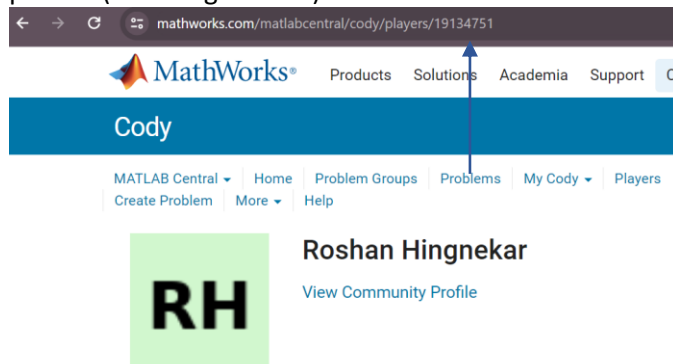 mathworks.com/matlabcentral/cody/players/19134751
MathWorks® Products Solutions Academia Support
Cody
MATLAB Central Home Problem Groups Problems My Cody Players
Create Problem More Help
RH
Roshan Hingnekar
View Community Profile